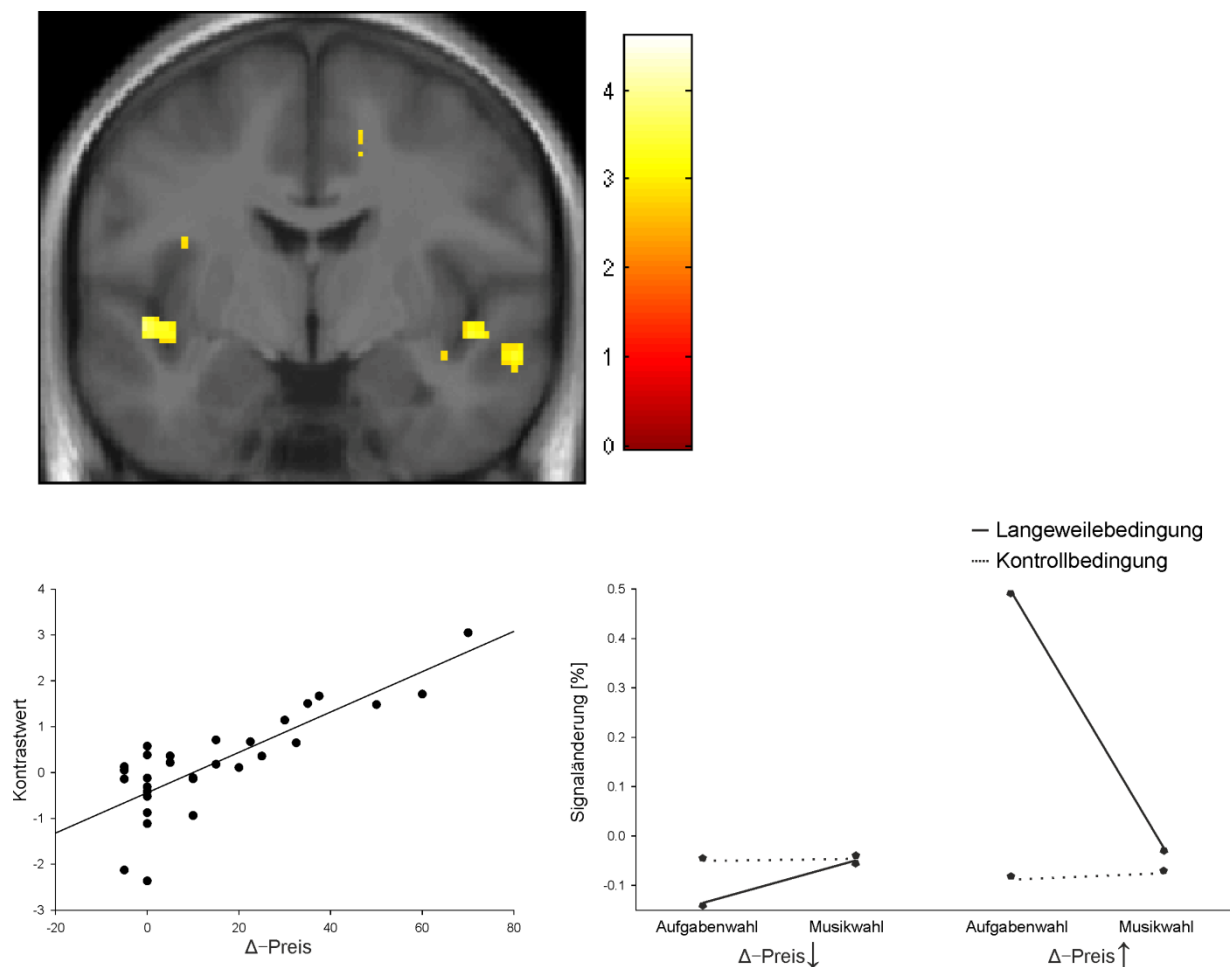 4
3
2
1
0
Langeweilebedingung
Kontrollbedingung
4
3
2
1
0
-1
-2
-3
Kontrastwert
-20 0 20 40 60 80
Δ-Preis
0.5
0.4
0.3
0.2
0.1
0.0
-0.1
Signaländerung [%]
Aufgabenwahl Musikwahl Aufgabenwahl Musikwahl
Δ-Preis↓ Δ-Preis↑